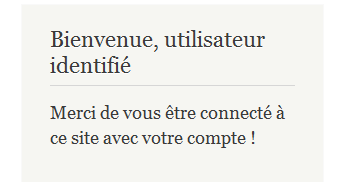 Bienvenue, utilisateur
identifié
Merci de vous être connecté à
ce site avec votre compte !